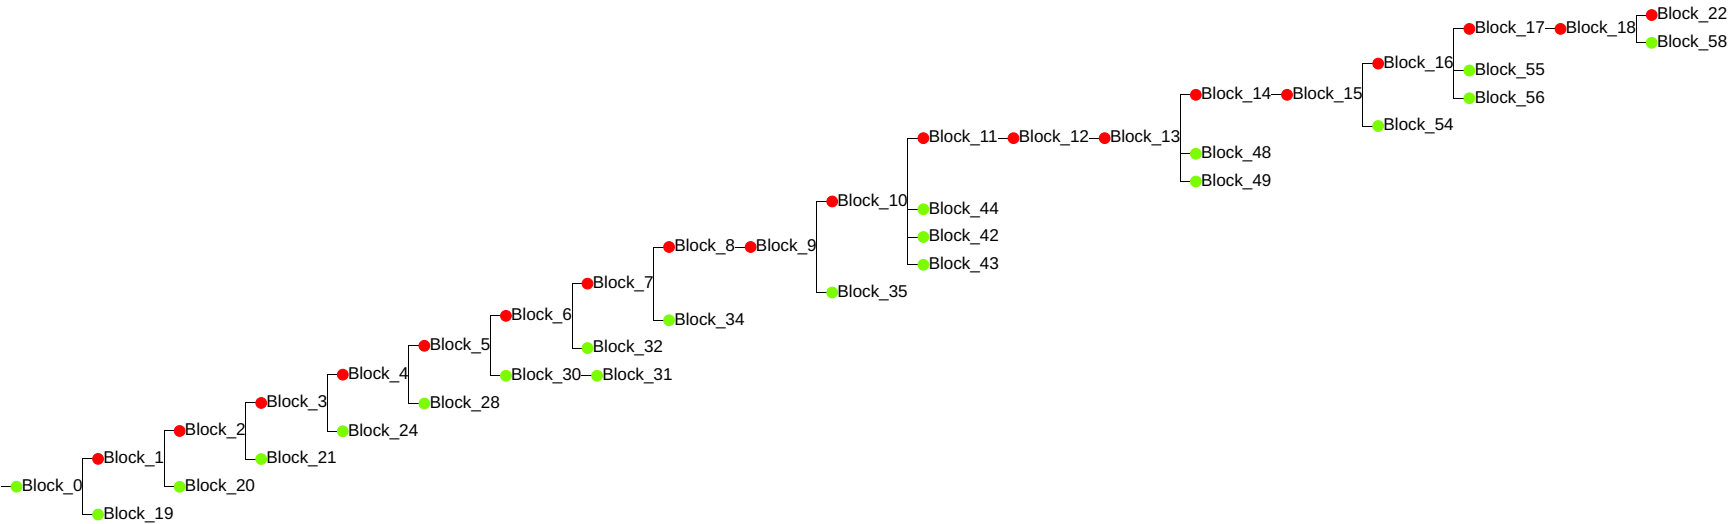 Block_22
Block_17 Block_18
Block_58
Block_16
Block_55
Block_14 Block_15
Block_56
Block_54
Block_11 Block_12 Block_13
Block_48
Block_49
Block_10
Block_44
Block_42
Block_8 Block_9
Block_43
Block_7
Block_35
Block_6
Block_34
Block_5
Block_32
Block_4
Block_30 Block_31
Block_3
Block_28
Block_2
Block_24
Block_1
Block_21
Block_0
Block_20
Block_19